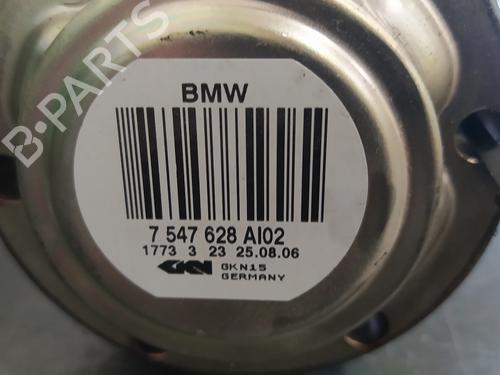 B-PARTS
BMW
7 547 628 AI02
1773 3 23 25.08.06
GKN GKN15
GERMANY